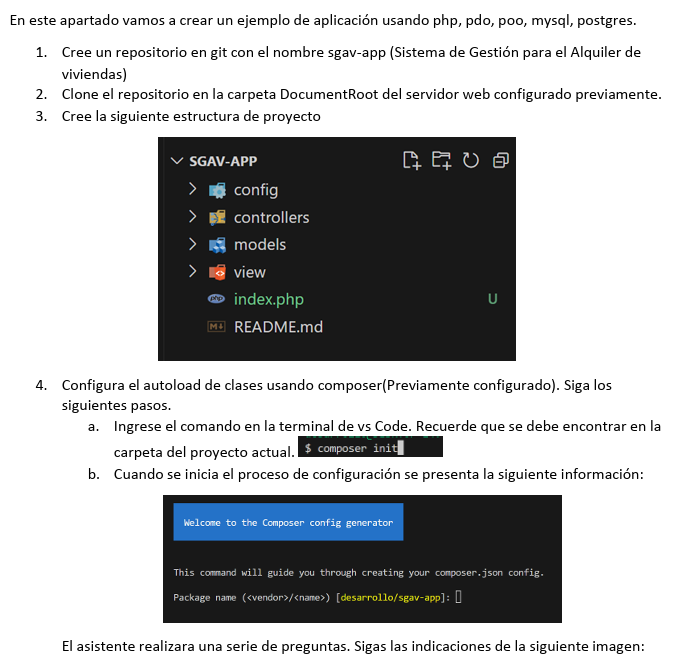 En este apartado vamos a crear un ejemplo de aplicación usando php, pdo, poo, mysql, postgres.
1. Cree un repositorio en git con el nombre sgav-app (Sistema de Gestión para el Alquiler de
viviendas)
2. Clone el repositorio en la carpeta DocumentRoot del servidor web configurado previamente.
3. Cree la siguiente estructura de proyecto
SGAV-APP
config
controllers
models
view
php index.php U
M README.md
4. Configura el autoload de clases usando composer(Previamente configurado). Siga los
siguientes pasos.
a. Ingrese el comando en la terminal de vs Code. Recuerde que se debe encontrar en la
carpeta del proyecto actual. $ composer init
b. Cuando se inicia el proceso de configuración se presenta la siguiente información:
Welcome to the Composer config generator
This command will guide you through creating your composer.json config.
Package name (<vendor>/<name>) [desarrollo/sgav-app]:
El asistente realizara una serie de preguntas. Sigas las indicaciones de la siguiente imagen: